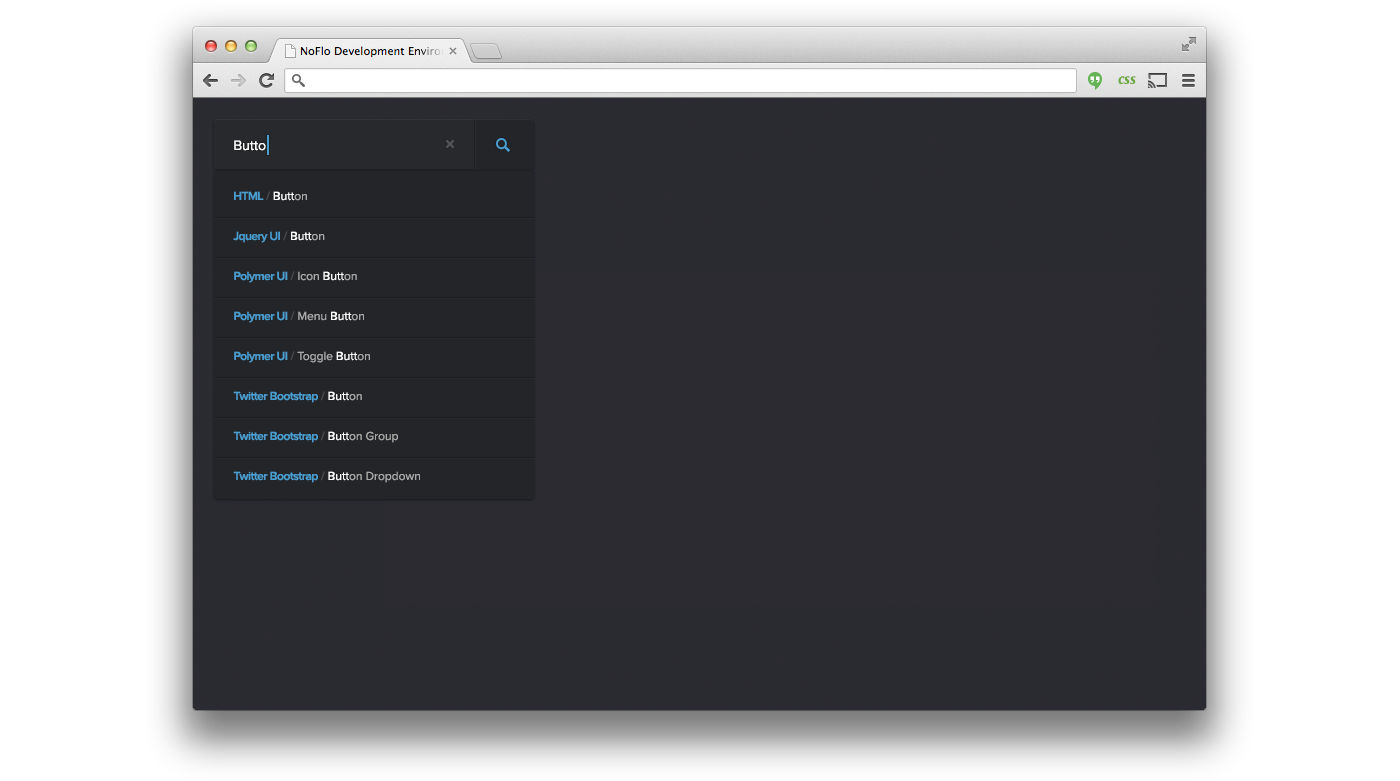 NoFlo Development Enviro
css
Butto
HTML / Button
Jquery UI / Button
Polymer UI / Icon Button
Polymer UI / Menu Button
Polymer UI / Toggle Button
Twitter Bootstrap / Button
Twitter Bootstrap / Button Group
Twitter Bootstrap / Button Dropdown